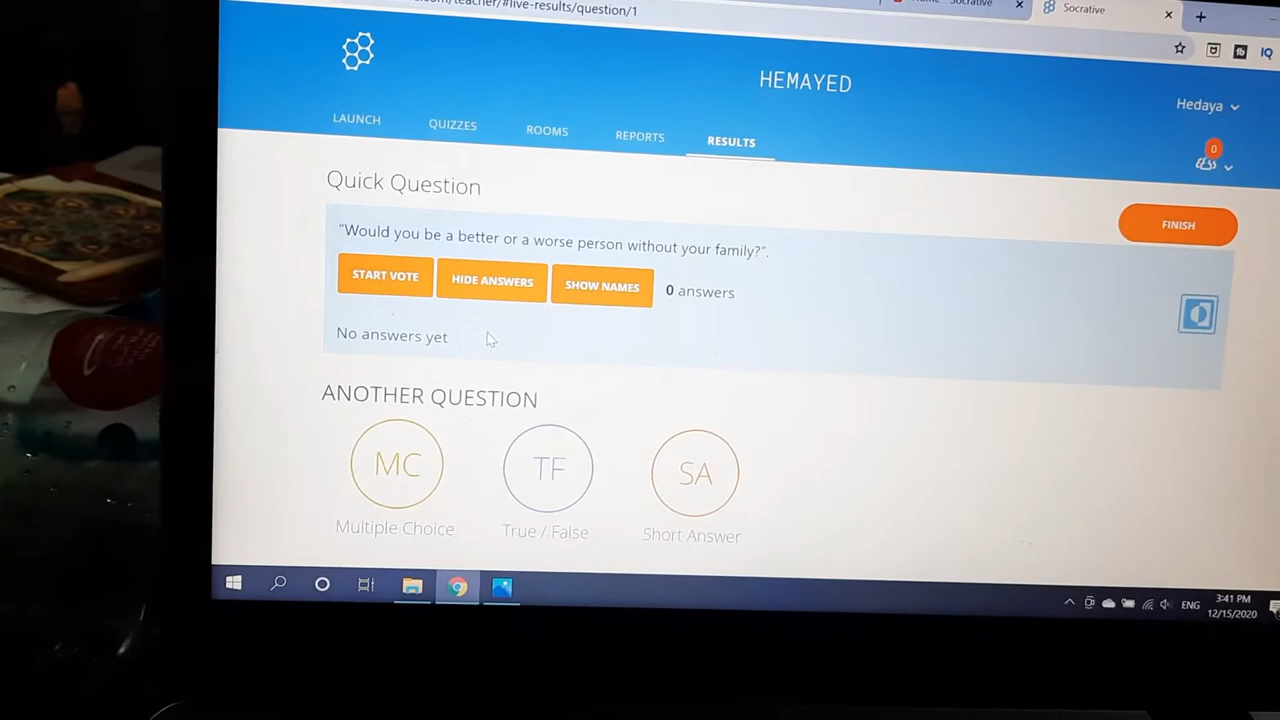 .com/teacher/#live-results/question/1
Socrative
Socrative
IQ
HEMAYED
Hedaya
LAUNCH QUIZZES ROOMS REPORTS RESULTS
0
Quick Question
FINISH
"Would you be a better or a worse person without your family?".
START VOTE HIDE ANSWERS SHOW NAMES 0 answers
No answers yet
ANOTHER QUESTION
MC TF SA
Multiple Choice True / False Short Answer
ENG 3:41 PM
12/15/2020